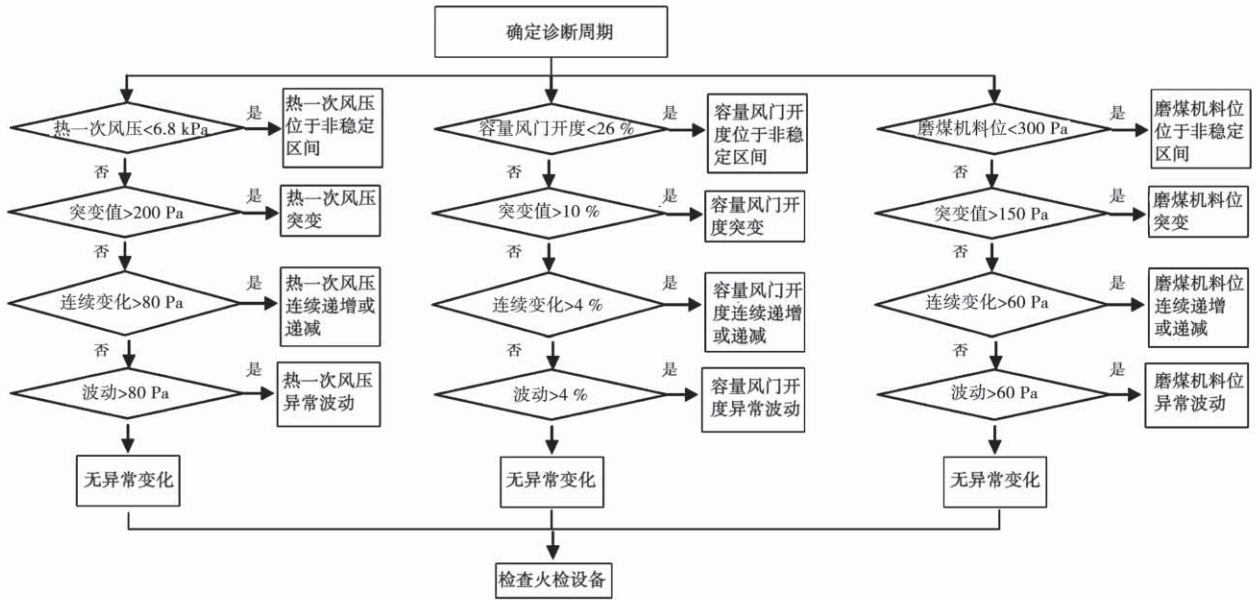 确定诊断周期
热一次风压<6.8 kPa
是
热一次风压
位于非稳定
区间
否
突变值>200 Pa
是
热一次风压
突变
否
连续变化>80 Pa
是
热一次风压
连续递增或
递减
否
波动>80 Pa
是
热一次风压
异常波动
无异常变化
容量风门开度<26 %
是
容量风门开
度位于非稳
定区间
否
突变值>10 %
是
容量风门开
度突变
否
连续变化>4 %
是
容量风门开
度连续递增
或递减
否
波动>4 %
是
容量风门开
度异常波动
无异常变化
磨煤机料位<300 Pa
是
磨煤机料位
位于非稳定
区间
否
突变值>150 Pa
是
磨煤机料位
突变
否
连续变化>60 Pa
是
磨煤机料位
连续递增
或递减
否
波动>60 Pa
是
磨煤机料位
异常波动
无异常变化
检查火检设备